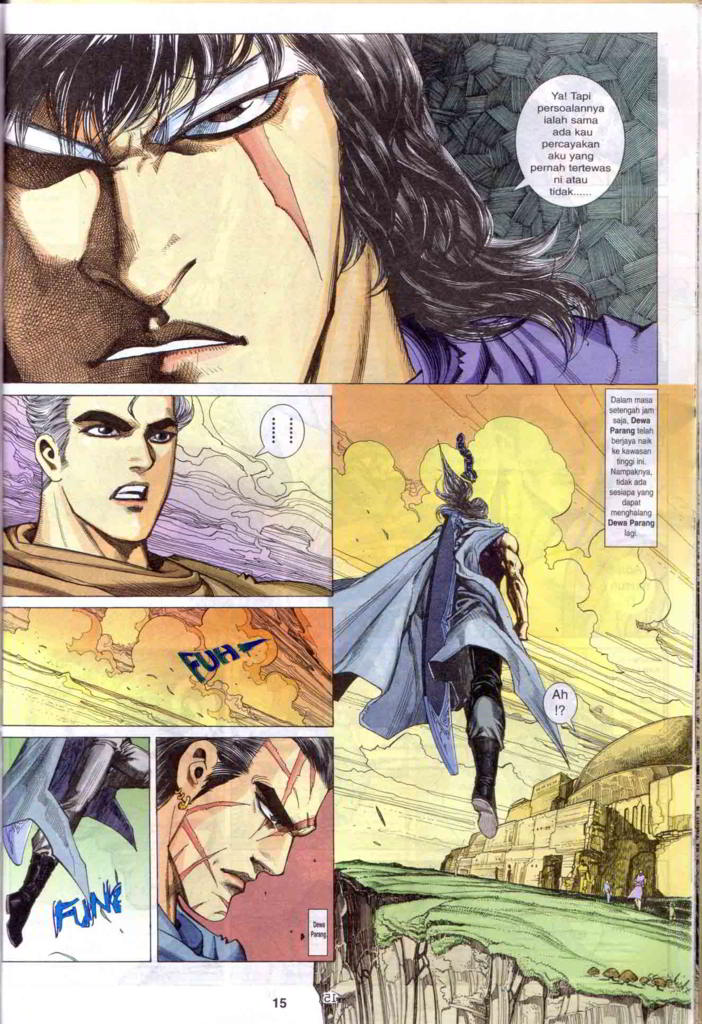 Ya! Tapi
persoalannya
ialah sama
ada kau
percayakan
aku yang
pernah tertewas
ni atau
tidak......
Dalam masa
setengah jam
saja, Dewa
Parang telah
berjaya naik
ke kawasan
tinggi ini.
Nampaknya,
tidak ada
sesiapa yang
dapat
menghalang
Dewa Parang
lagi.
FUH
Ah
!?
FUNE
Dewa
Parang.
15
15